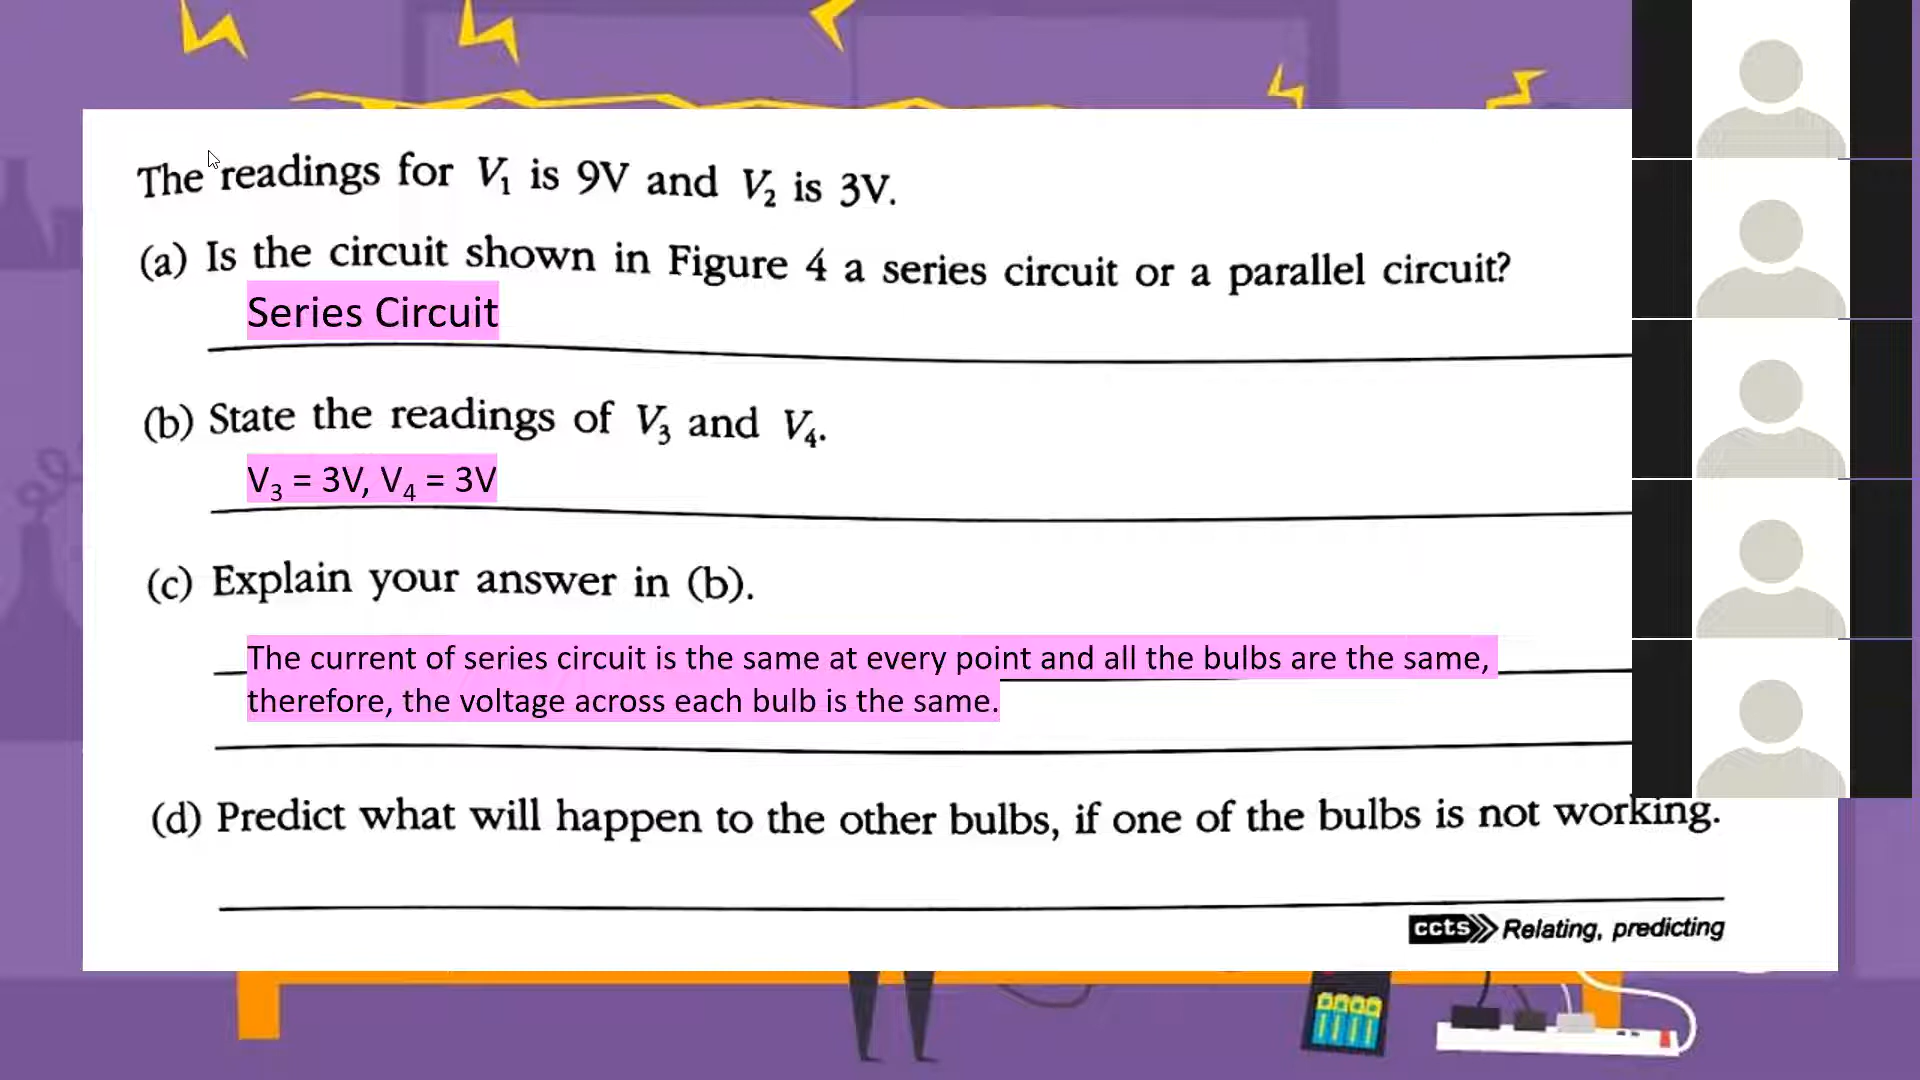 The readings for V₁ is 9V and V₂ is 3V.
(a) Is the circuit shown in Figure 4 a series circuit or a parallel circuit?
Series Circuit
(b) State the readings of V₃ and V₄.
V₃ = 3V, V₄ = 3V
(c) Explain your answer in (b).
The current of series circuit is the same at every point and all the bulbs are the same,
therefore, the voltage across each bulb is the same.
(d) Predict what will happen to the other bulbs, if one of the bulbs is not working.
ccts Relating, predicting